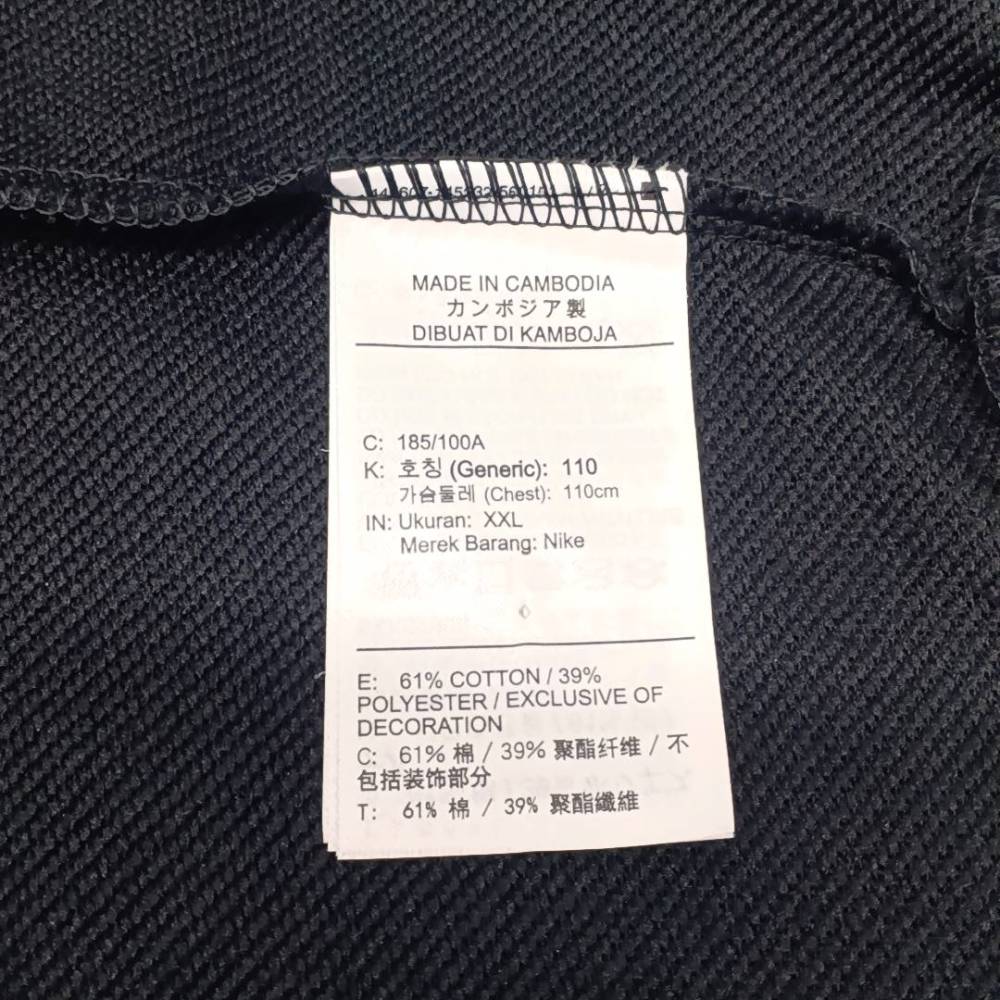 MADE IN CAMBODIA
カンボジア製
DIBUAT DI KAMBOJA
C: 185/100A
K: 호칭 (Generic): 110
가슴둘레 (Chest): 110cm
IN: Ukuran: XXL
Merek Barang: Nike
E: 61% COTTON / 39%
POLYESTER / EXCLUSIVE OF
DECORATION
C: 61% 棉 / 39% 聚酯纤维 / 不
包括装饰部分
T: 61% 棉 / 39% 聚酯纖維